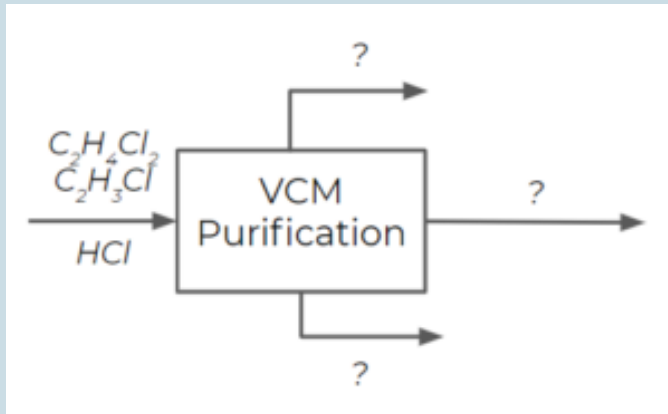 ?
C₂H₄Cl₂
C₂H₃Cl
HCl
VCM
Purification
?
?